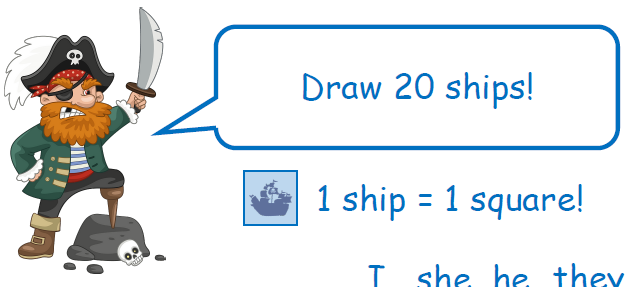 Draw 20 ships!
1 ship = 1 square!
I she he they